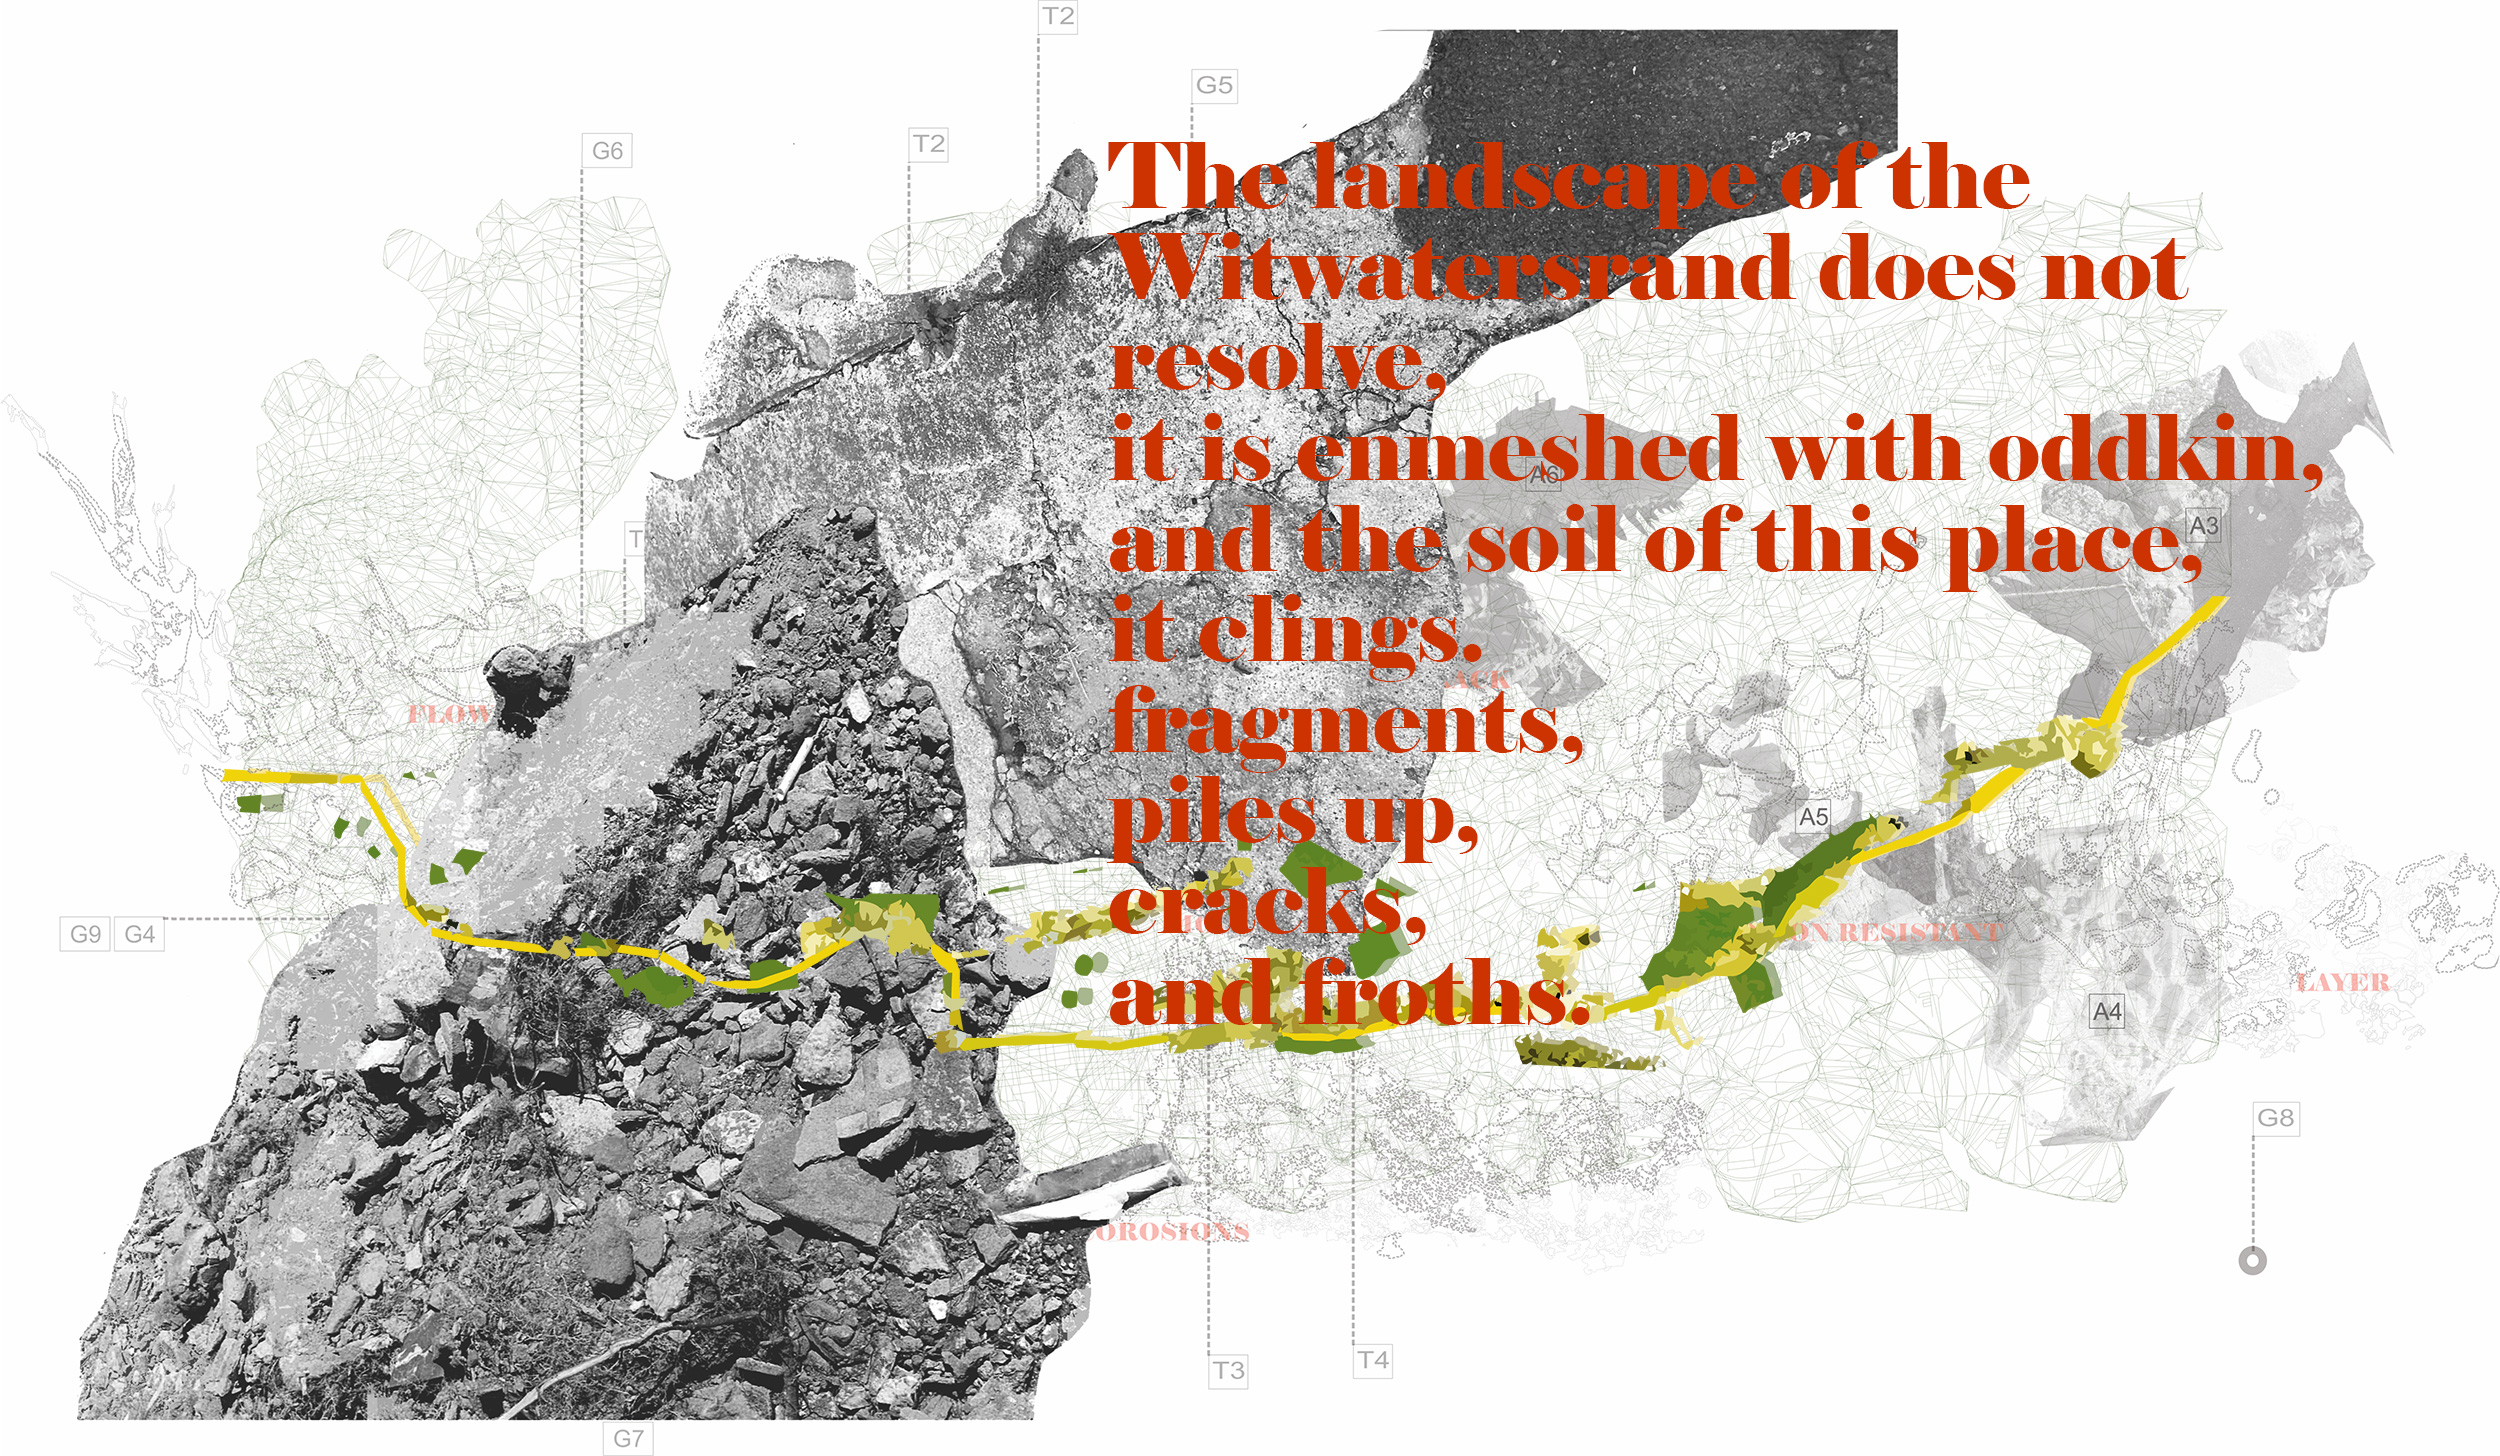 T2
G5
G6
T2
The landscape of the
Witwatersrand does not
resolve,
it is enmeshed with oddkin,
A6
and the soil of this place,
A3
T
it clings.
ACK
fragments,
FLOW
piles up,
A5
cracks,
G9 G4
ON RESISTANT
and froths.
LAYER
A4
G8
OROSIONS
T3
T4
G7